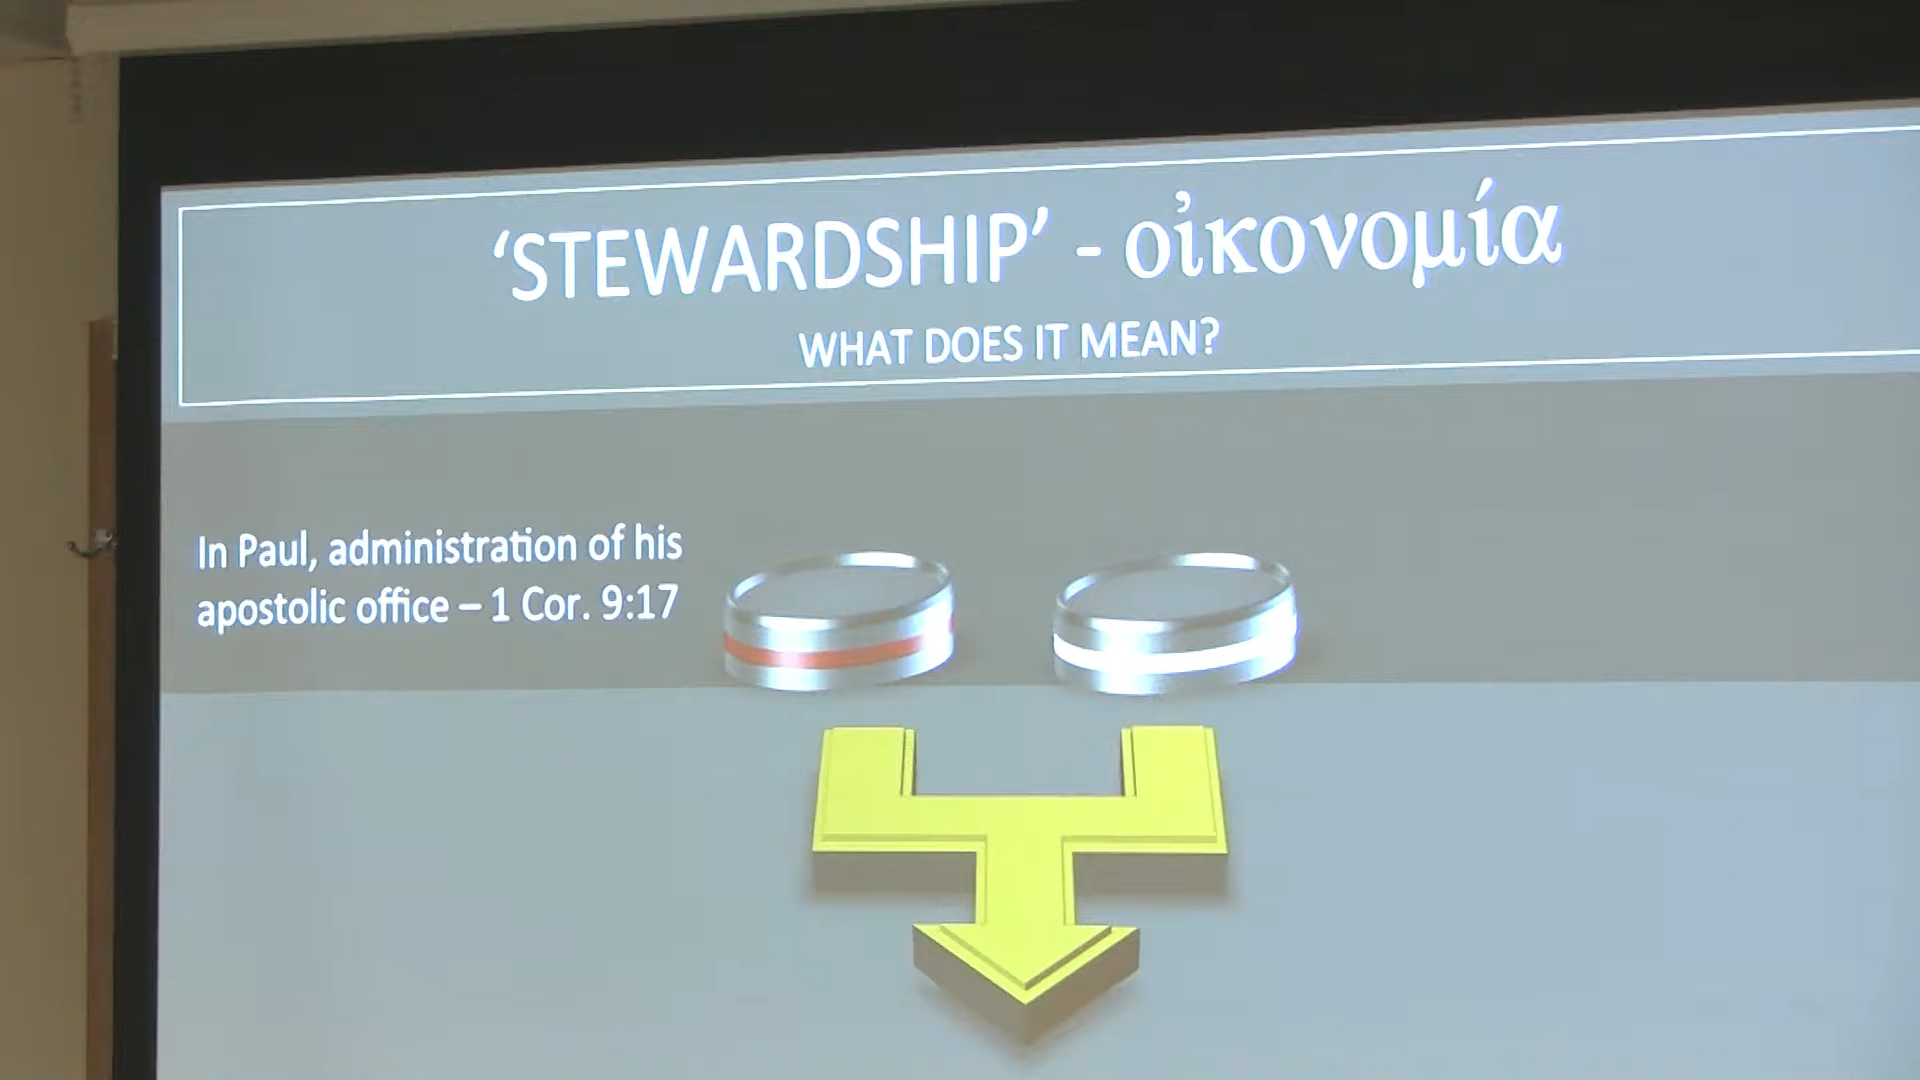 ‘STEWARDSHIP’ - οἰκονομία
WHAT DOES IT MEAN?
In Paul, administration of his
apostolic office – 1 Cor. 9:17